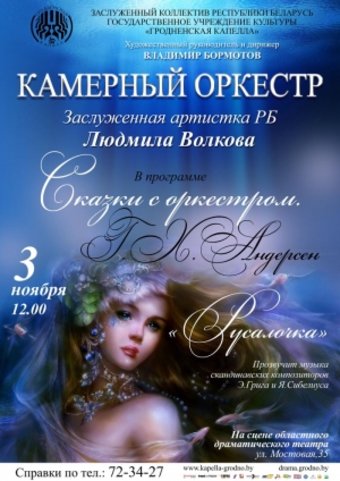 ЗАСЛУЖЕННЫЙ КОЛЛЕКТИВ РЕСПУБЛИКИ БЕЛАРУСЬ
ГОСУДАРСТВЕННОЕ УЧРЕЖДЕНИЕ КУЛЬТУРЫ
«ГРОДНЕНСКАЯ КАПЕЛЛА»
Художественный руководитель и дирижер
ВЛАДИМИР БОРМОТОВ
КАМЕРНЫЙ ОРКЕСТР
Заслуженная артистка РБ
Людмила Волкова
В программе
Сказки с оркестром.
Г. Х. Андерсен
3
ноября
12.00
«Русалочка»
Прозвучит музыка
скандинавских композиторов
Э.Грига и Я.Сибелиуса
На сцене областного
драматического театра
ул. Мостовая,35
Справки по тел.: 72-34-27
www.kapella-grodno.by
drama.grodno.by